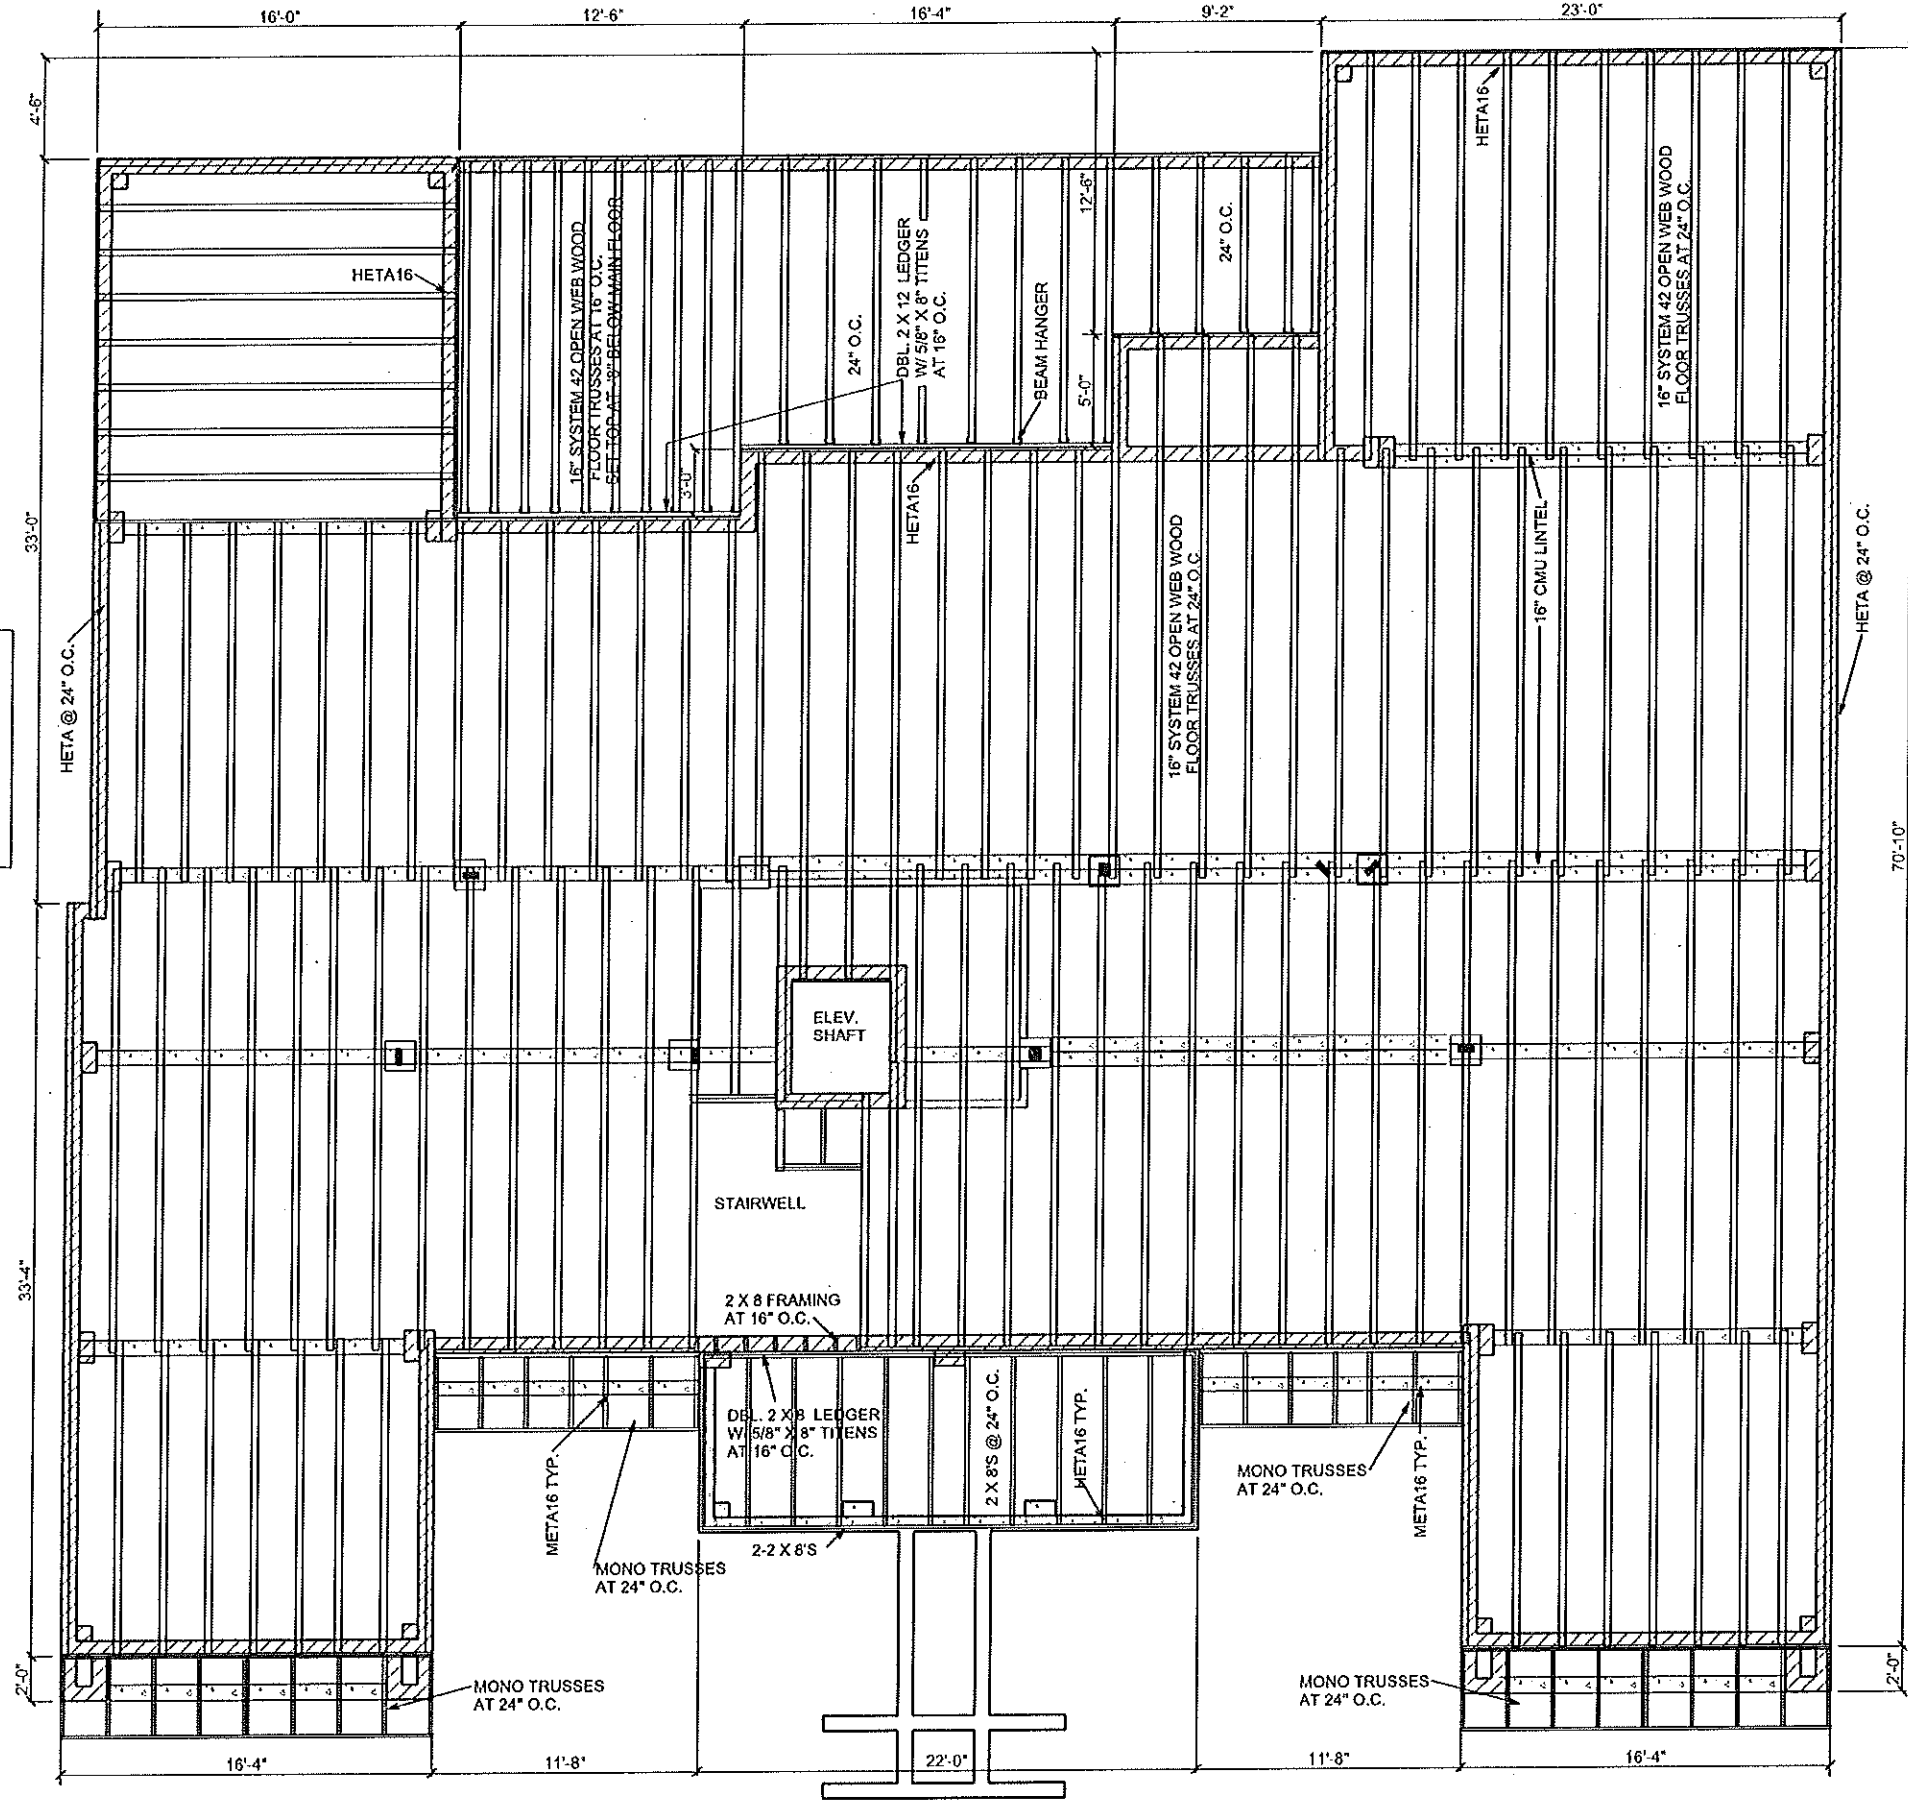 16'-0"
12'-6"
16'-4"
9'-2"
23'-0"
4'-6"
HETA16
16" SYSTEM 42 OPEN WEB WOOD
FLOOR TRUSSES AT 24" O.C.
12'-6"
24" O.C.
HETA16
16" SYSTEM 42 OPEN WEB WOOD
FLOOR TRUSSES AT 16" O.C.
SET TOP AT -8" BELOW MAIN FLOOR
24" O.C.
DBL. 2 X 12 LEDGER
W/ 5/8" X 8" TITENS
AT 16" O.C.
BEAM HANGER
5'-0"
3'-0"
HETA16
33'-0"
16" SYSTEM 42 OPEN WEB WOOD
FLOOR TRUSSES AT 24" O.C.
16" CMU LINTEL
HETA @ 24" O.C.
HETA @ 24" O.C.
70'-10"
ELEV.
SHAFT
STAIRWELL
33'-4"
2 X 8 FRAMING
AT 16" O.C.
DBL. 2 X 8 LEDGER
W/ 5/8" X 8" TITENS
AT 16" O.C.
2 X 8'S @ 24" O.C.
HETA16 TYP.
META16 TYP.
MONO TRUSSES
AT 24" O.C.
2-2 X 8'S
MONO TRUSSES
AT 24" O.C.
META16 TYP.
2'-0"
MONO TRUSSES
AT 24" O.C.
MONO TRUSSES
AT 24" O.C.
2'-0"
16'-4"
11'-8"
22'-0"
11'-8"
16'-4"